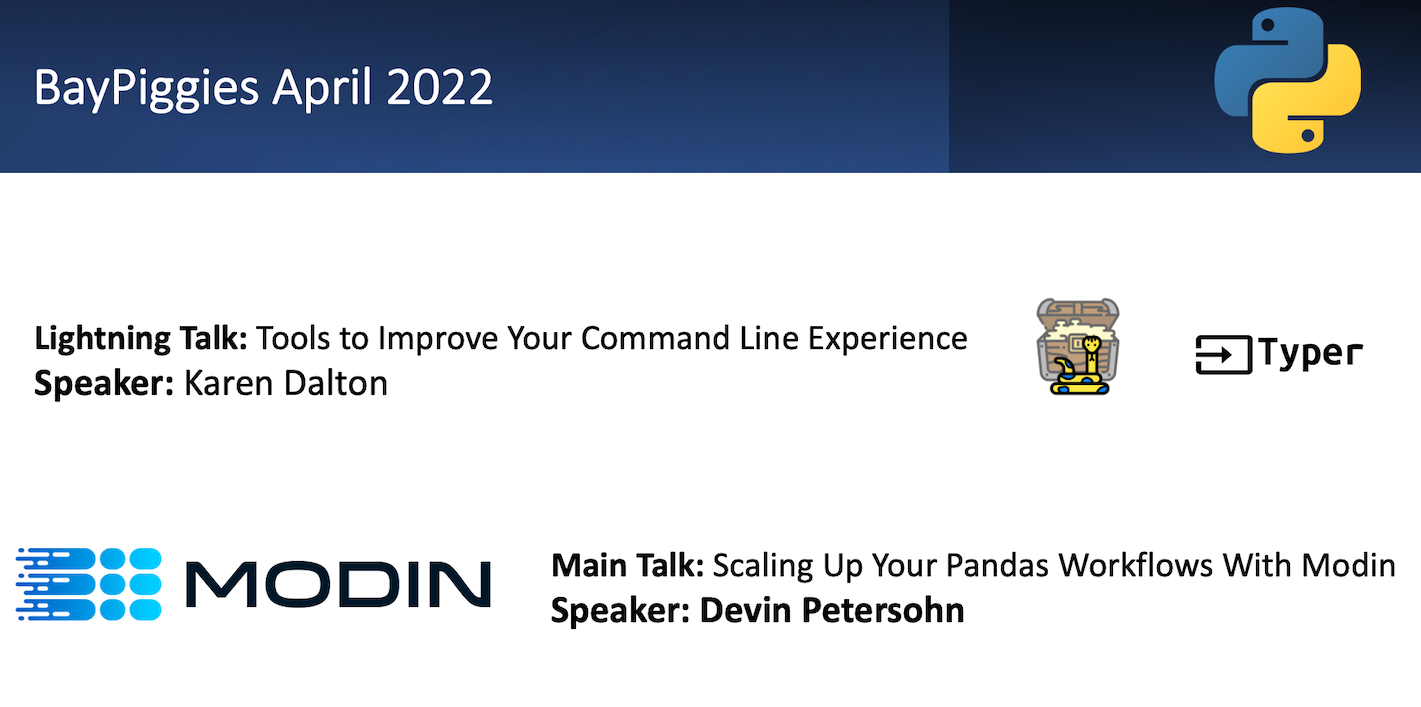 BayPiggies April 2022
Lightning Talk: Tools to Improve Your Command Line Experience
Speaker: Karen Dalton
Typer
MODIN
Main Talk: Scaling Up Your Pandas Workflows With Modin
Speaker: Devin Petersohn